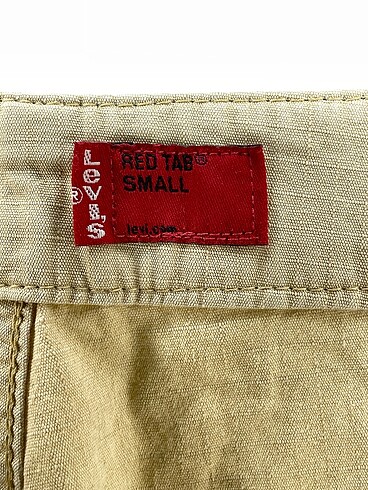 LeVI'S ®
RED TAB®
SMALL
levi.com